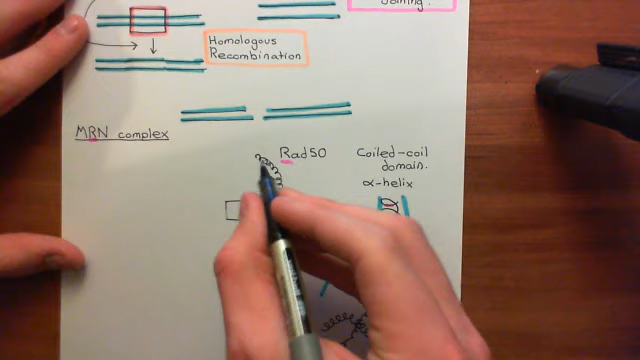 Joining.
Homologous
Recombination
MRN complex
Rad50
Coiled-coil
domain.
α-helix